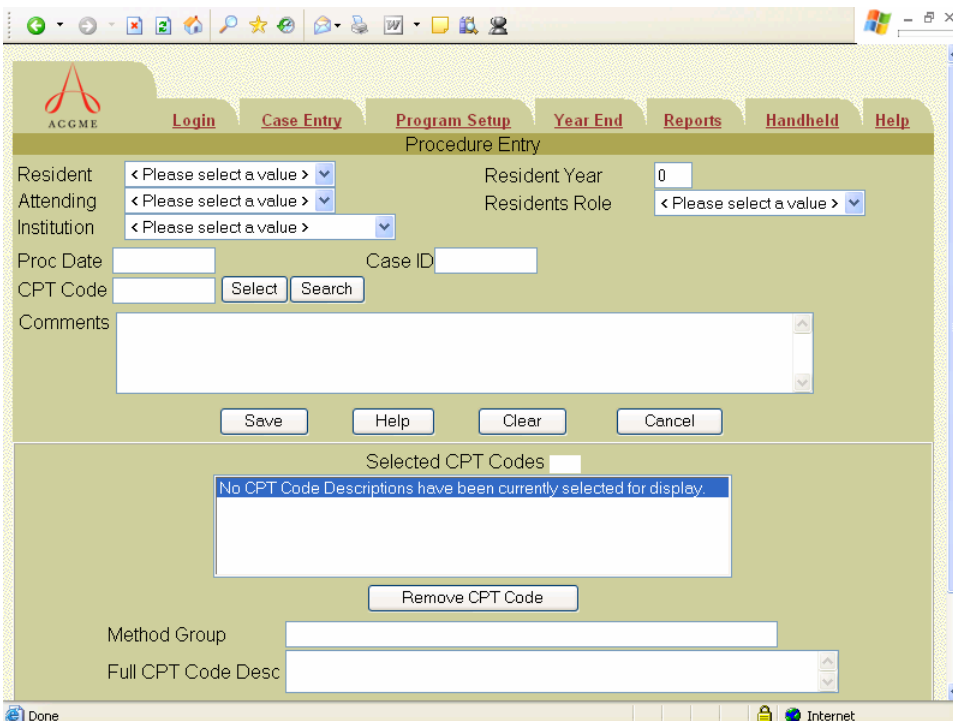 ACGME
Login Case Entry Program Setup Year End Reports Handheld Help
Procedure Entry
Resident < Please select a value > Resident Year 0
Attending < Please select a value > Residents Role < Please select a value >
Institution < Please select a value >
Proc Date Case ID
CPT Code Select Search
Comments
Save Help Clear Cancel
Selected CPT Codes
No CPT Code Descriptions have been currently selected for display.
Remove CPT Code
Method Group
Full CPT Code Desc
Done Internet